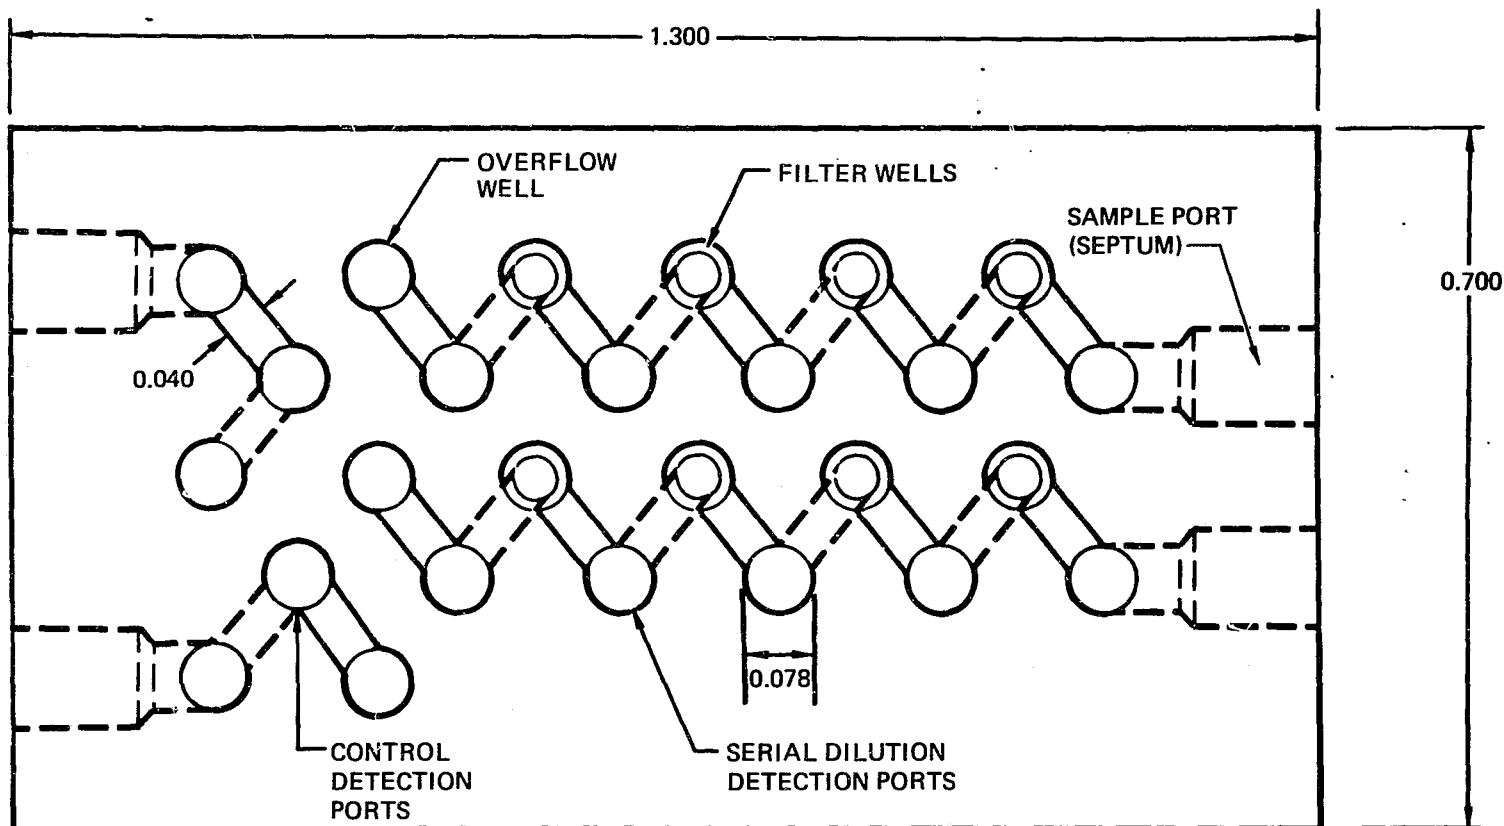 1.300
OVERFLOW
WELL
FILTER WELLS
SAMPLE PORT
(SEPTUM)
0.700
0.040
0.078
CONTROL
DETECTION
PORTS
SERIAL DILUTION
DETECTION PORTS